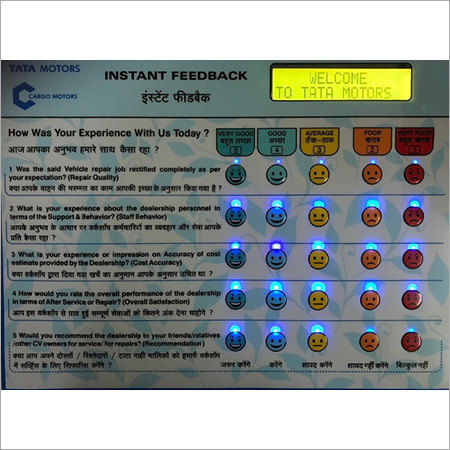 TATA MOTORS
CARGO MOTORS
INSTANT FEEDBACK
इंस्टेंट फीडबैक
WELCOME
TO TATA MOTORS
How Was Your Experience With Us Today ?
आज आपका अनुभव हमारे साथ कैसा रहा ?
VERY GOOD
बहुत अच्छा
5
GOOD
अच्छा
4
AVERAGE
ठीक-ठाक
3
POOR
खराब
2
VERY POOR
बहुत खराब
1
1 Was the said Vehicle repair job rectified completely as per
your expectation? (Repair Quality)
क्या आपके वाहन की मरम्मत का काम आपकी इच्छा के अनुसार किया गया है ?
2 What is your experience about the dealership personnel in
terms of the Support & Behavior? (Staff Behavior)
आपके अनुभव के आधार पर वर्कशॉप कर्मचारियों का व्यवहार और सेवा आपके
प्रति कैसा रहा ?
3 What is your experience or impression on Accuracy of cost
estimate provided by the Dealership? (Cost Accuracy)
क्या वर्कशॉप द्वारा दिया गया खर्चे का अनुमान आपके अनुसार उचित था ?
4 How would you rate the overall performance of the dealership
in terms of After Service or Repair? (Overall Satisfaction)
आप इस वर्कशॉप से प्राप्त हुई सम्पूर्ण सेवाओं को कितने अंक देना चाहोगे ?
5 Would you recommend the dealership to your friends/relatives
/other CV owners for service/ for repairs? (Recommendation)
क्या आप अपने दोस्तों / रिश्तेदारों / टाटा गाड़ी मालिकों को हमारी वर्कशॉप
में सर्व्हिस के लिए सिफारिश करेंगे ?
जरूर करेंगे
करेंगे
शायद करेंगे
शायद नहीं करेंगे
बिल्कुल नहीं